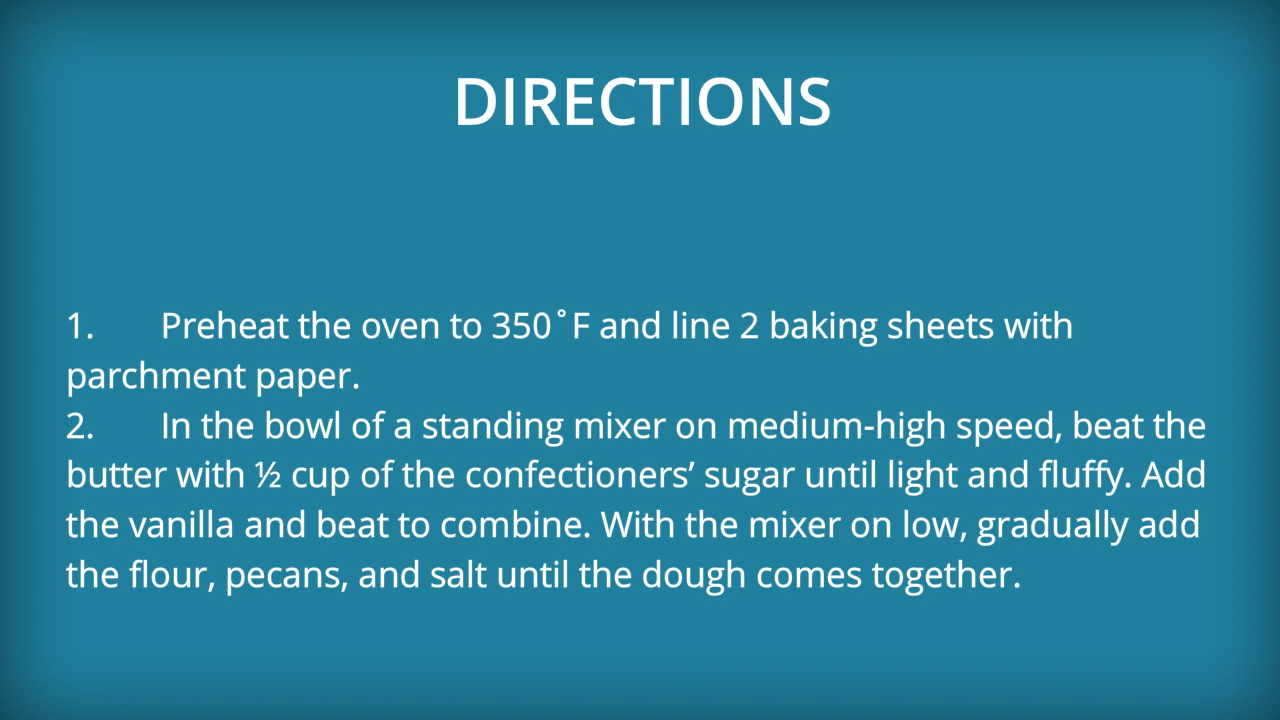 DIRECTIONS
1. Preheat the oven to 350˚F and line 2 baking sheets with
parchment paper.
2. In the bowl of a standing mixer on medium-high speed, beat the
butter with ½ cup of the confectioners’ sugar until light and fluffy. Add
the vanilla and beat to combine. With the mixer on low, gradually add
the flour, pecans, and salt until the dough comes together.